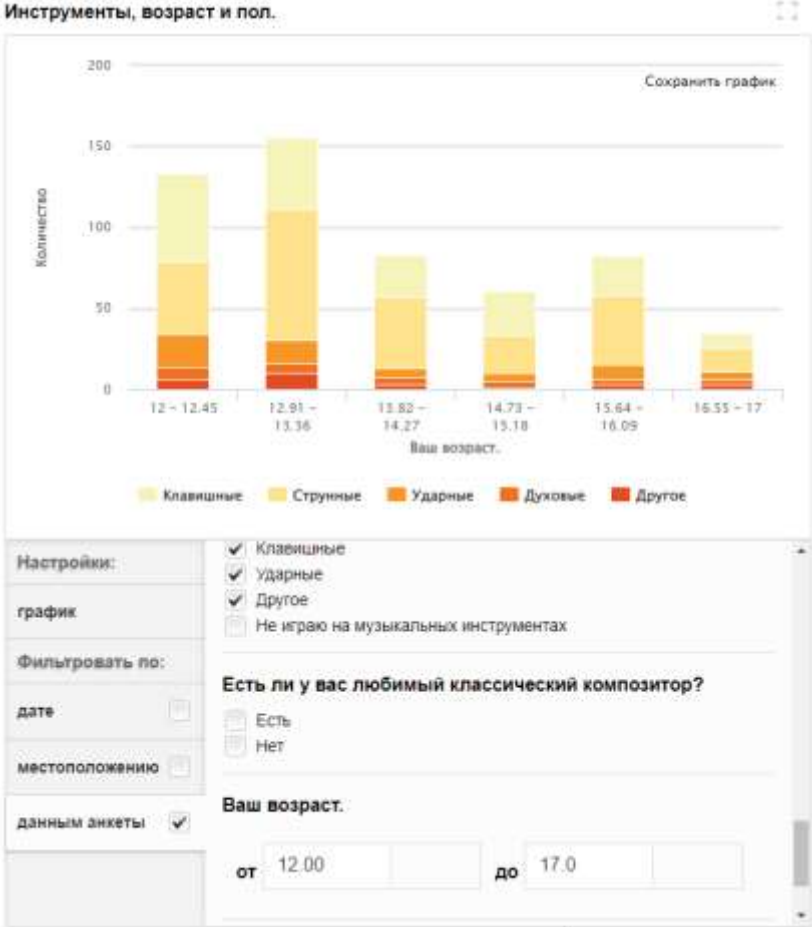 Инструменты, возраст и пол.
Сохранить график
200
150
100
50
0
Количество
12 – 12.45
12.91 –
13.36
13.82 –
14.27
14.73 –
15.18
15.64 –
16.09
16.55 – 17
Ваш возраст.
Клавишные Струнные Ударные Духовые Другое
Настройки:
график
Фильтровать по:
дате
местоположению
данным анкеты
Клавишные
Ударные
Другое
Не играю на музыкальных инструментах
Есть ли у вас любимый классический композитор?
Есть
Нет
Ваш возраст.
от 12.00 до 17.0